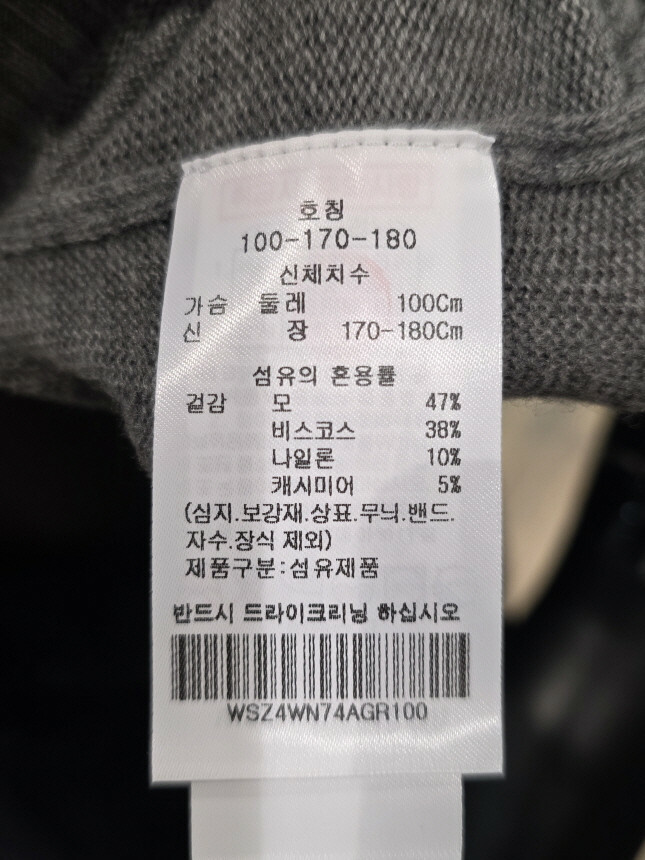 호칭
100-170-180
신체치수
가슴 둘레 100Cm
신 장 170-180Cm
섬유의 혼용률
겉감 모 47%
비스코스 38%
나일론 10%
캐시미어 5%
(심지.보강재.상표.무늬.밴드.
자수.장식 제외)
제품구분:섬유제품
반드시 드라이크리닝 하십시오
WSZ4WN74AGR100